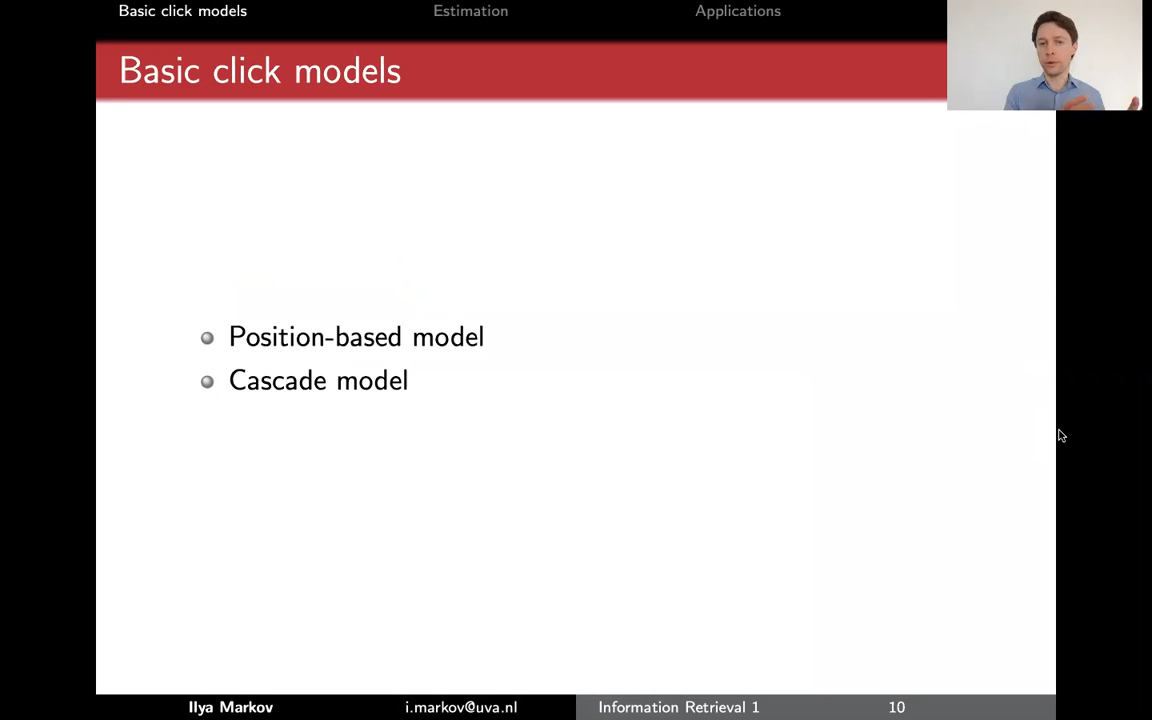 Basic click models Estimation Applications
Basic click models
Position-based model
Cascade model
Ilya Markov i.markov@uva.nl Information Retrieval 1 10